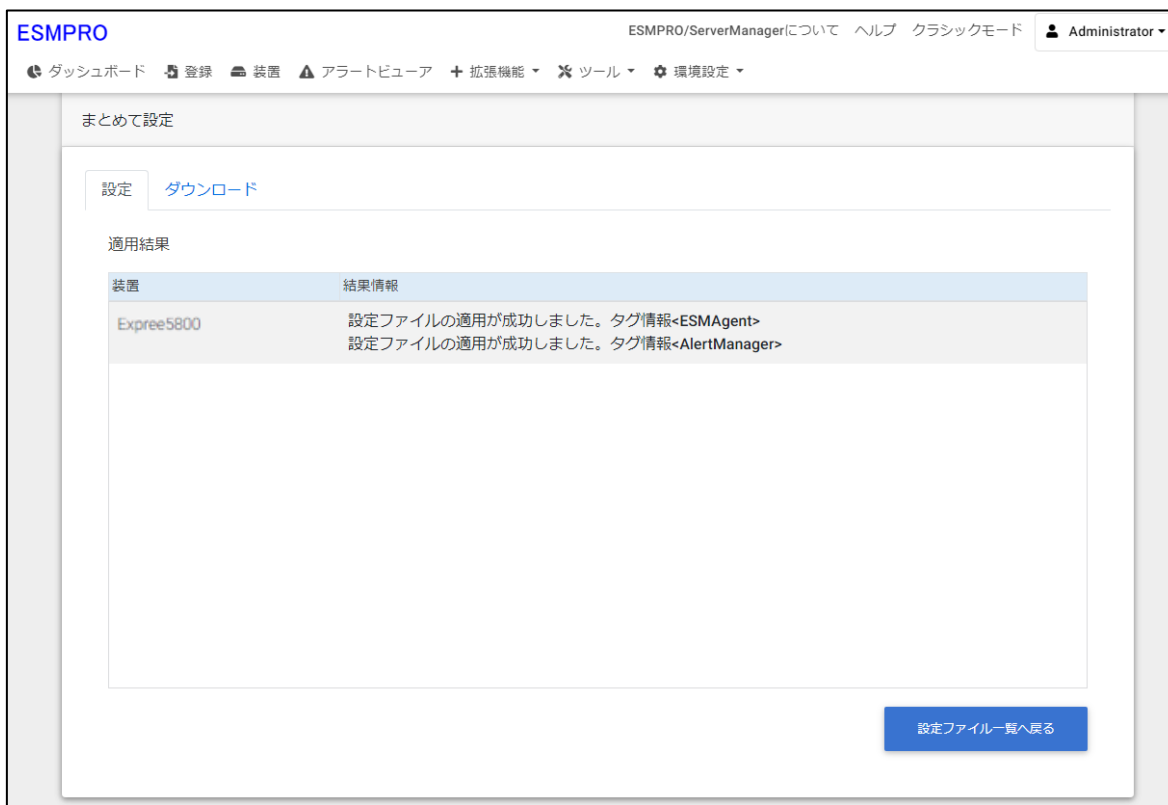 ESMPRO
ESMPRO/ServerManagerについて ヘルプ クラシックモード Administrator
ダッシュボード 登録 装置 アラートビューア 拡張機能 ツール 環境設定
まとめて設定
設定 ダウンロード
適用結果
装置 結果情報
Expree5800 設定ファイルの適用が成功しました。タグ情報<ESMAgent>
設定ファイルの適用が成功しました。タグ情報<AlertManager>
設定ファイル一覧へ戻る